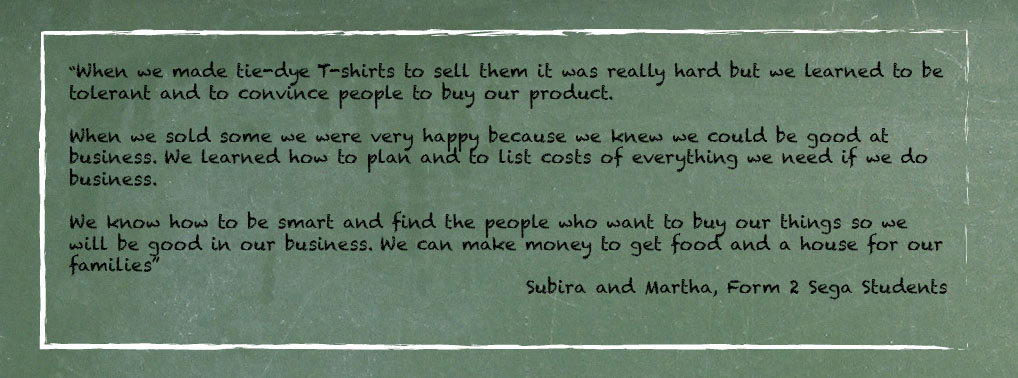 “When we made tie-dye T-shirts to sell them it was really hard but we learned to be
tolerant and to convince people to buy our product.
When we sold some we were very happy because we knew we could be good at
business. We learned how to plan and to list costs of everything we need if we do
business.
We know how to be smart and find the people who want to buy our things so we
will be good in our business. We can make money to get food and a house for our
families”
Subira and Martha, Form 2 Sega Students